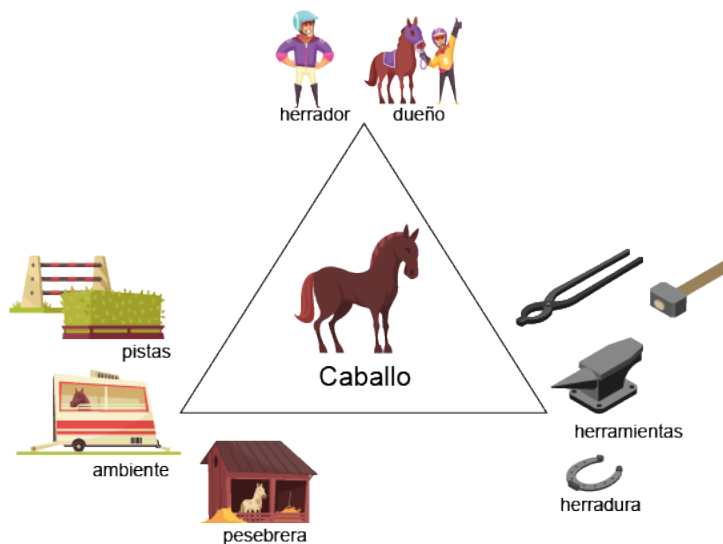 herrador
dueño
pistas
Caballo
ambiente
herramientas
herradura
pesebrera